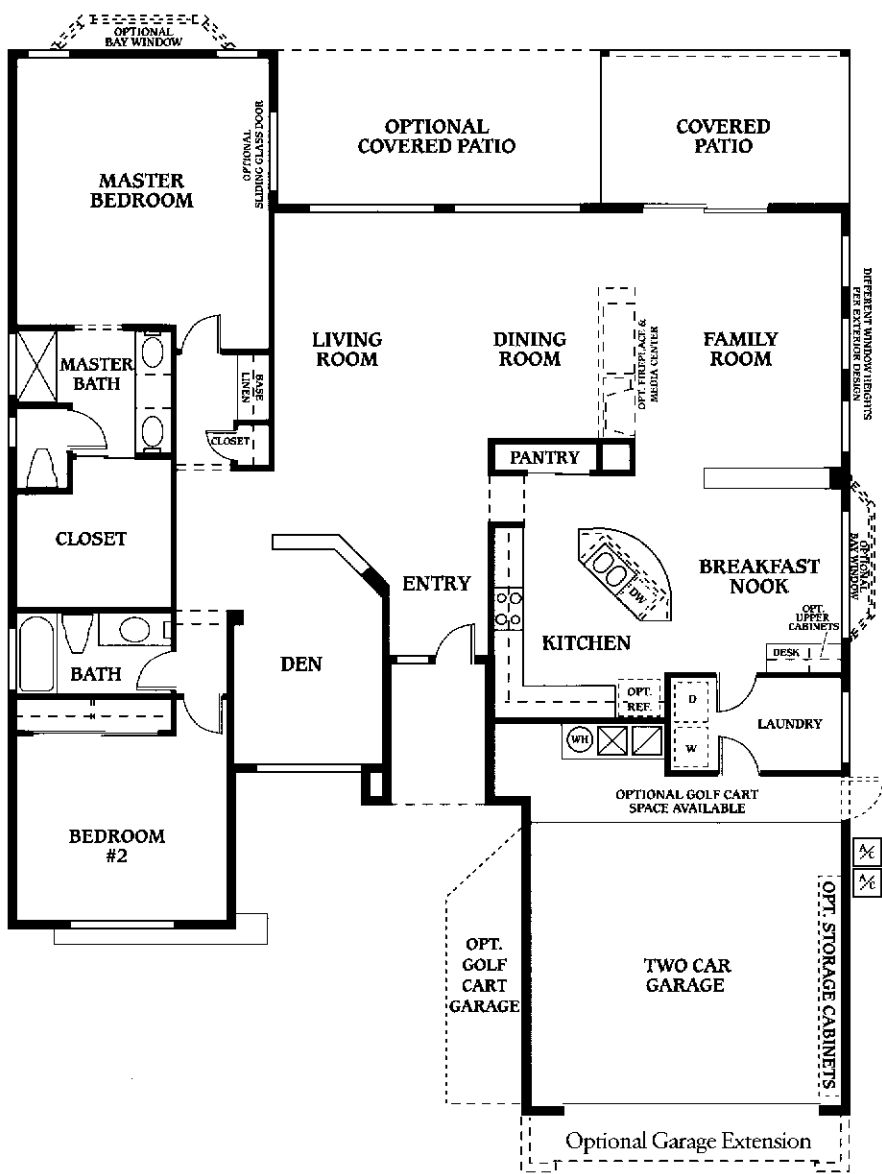 OPTIONAL
BAY WINDOW
OPTIONAL
COVERED PATIO
COVERED
PATIO
OPTIONAL
SLIDING GLASS DOOR
MASTER
BEDROOM
DIFFERENT WINDOW HEIGHTS
PER EXTERIOR DESIGN
LIVING
ROOM
DINING
ROOM
OPT. FIREPLACE &
MEDIA CENTER
FAMILY
ROOM
MASTER
BATH
BASE
LINEN
CLOSET
PANTRY
CLOSET
OPTIONAL
BAY WINDOW
BREAKFAST
NOOK
ENTRY
DW
OPT.
UPPER
CABINETS
KITCHEN
DESK
BATH
DEN
OPT.
REF.
D
W
LAUNDRY
WH
OPTIONAL GOLF CART
SPACE AVAILABLE
BEDROOM
#2
A/C
A/C
OPT.
GOLF
CART
GARAGE
TWO CAR
GARAGE
OPT. STORAGE CABINETS
Optional Garage Extension